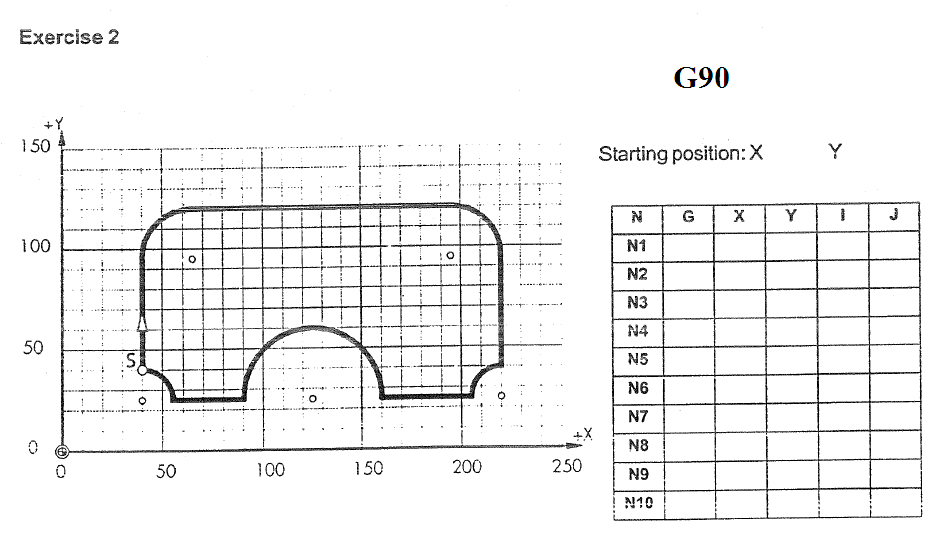 Exercise 2
G90
+Y
150
100
50
0
S
+X
0 50 100 150 200 250
Starting position: X Y
N G X Y I J
N1
N2
N3
N4
N5
N6
N7
N8
N9
N10